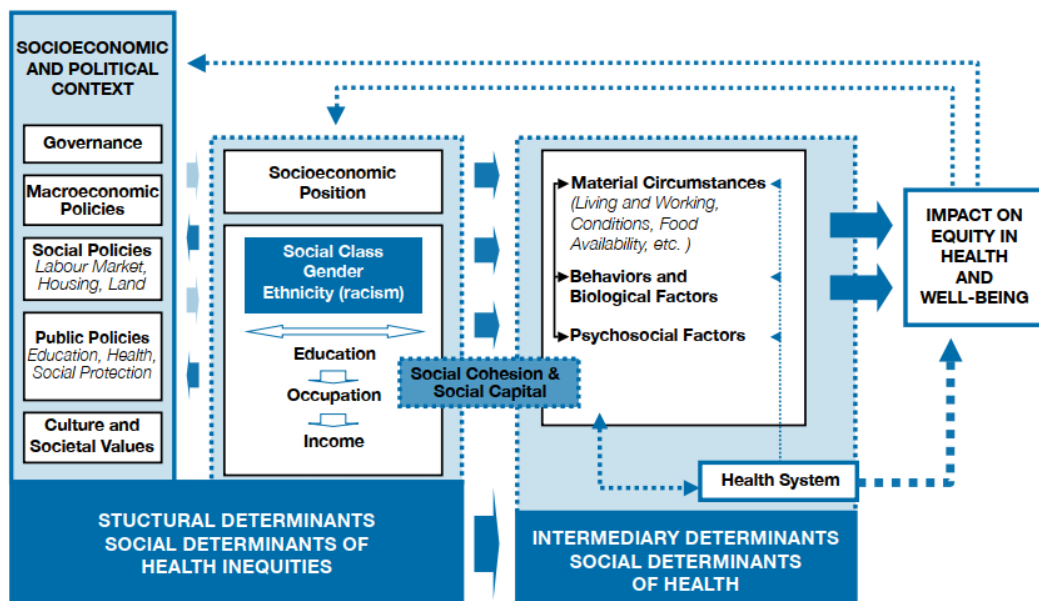 SOCIOECONOMIC
AND POLITICAL
CONTEXT
Governance
Macroeconomic
Policies
Social Policies
Labour Market,
Housing, Land
Public Policies
Education, Health,
Social Protection
Culture and
Societal Values
Socioeconomic
Position
Social Class
Gender
Ethnicity (racism)
Education
Occupation
Income
Social Cohesion &
Social Capital
Material Circumstances
(Living and Working,
Conditions, Food
Availability, etc. )
Behaviors and
Biological Factors
Psychosocial Factors
Health System
IMPACT ON
EQUITY IN
HEALTH
AND
WELL-BEING
STUCTURAL DETERMINANTS
SOCIAL DETERMINANTS OF
HEALTH INEQUITIES
INTERMEDIARY DETERMINANTS
SOCIAL DETERMINANTS
OF HEALTH